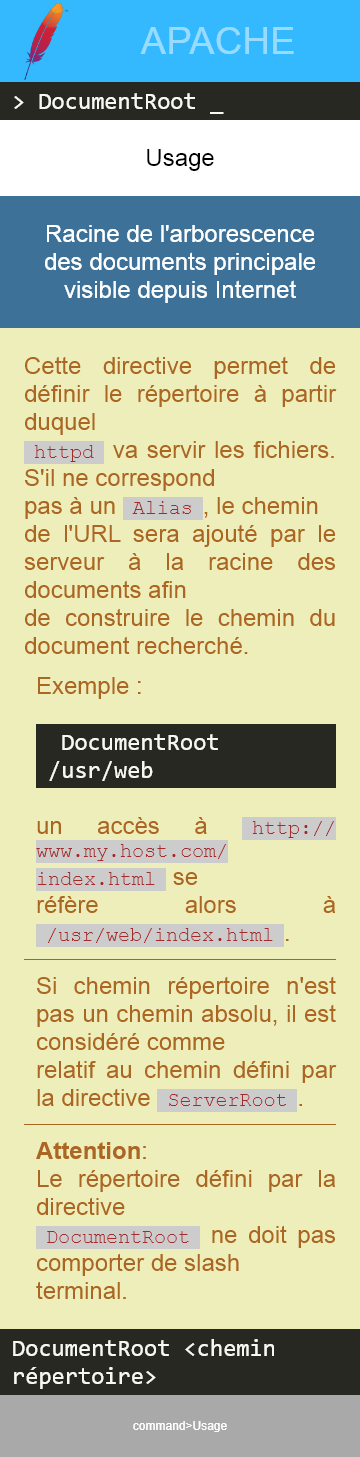 APACHE
> DocumentRoot _
Usage
Racine de l'arborescence
des documents principale
visible depuis Internet
Cette directive permet de
définir le répertoire à partir
duquel
httpd va servir les fichiers.
S'il ne correspond
pas à un Alias , le chemin
de l'URL sera ajouté par le
serveur à la racine des
documents afin
de construire le chemin du
document recherché.
Exemple :
DocumentRoot
/usr/web
un accès à http://
www.my.host.com/
index.html se
réfère alors à
/usr/web/index.html .
Si chemin répertoire n'est
pas un chemin absolu, il est
considéré comme
relatif au chemin défini par
la directive ServerRoot .
Attention:
Le répertoire défini par la
directive
DocumentRoot ne doit pas
comporter de slash
terminal.
DocumentRoot <chemin
répertoire>
command>Usage